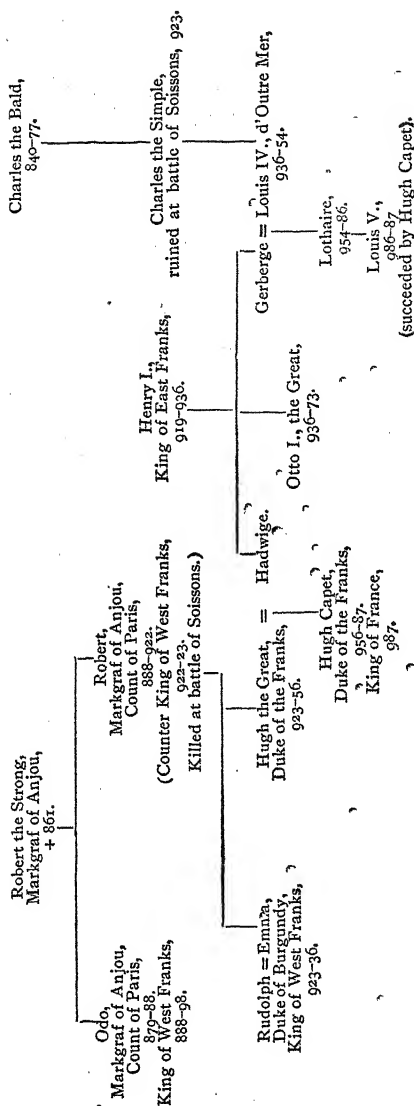 Robert the Strong,
Markgraf of Anjou,
+ 861.
Charles the Bald,
840-77.
Odo,
Markgraf of Anjou,
Count of Paris,
879-88.
King of West Franks,
888-98.
Robert,
Markgraf of Anjou,
Count of Paris,
888-922.
(Counter King of West Franks,
922-23.
Killed at battle of Soissons.)
Henry I.,
King of East Franks,
919-936.
Charles the Simple,
ruined at battle of Soissons, 923.
Rudolph =
Duke of Burgundy,
King of West Franks,
923-36.
Hugh the Great, =
Duke of the Franks,
923-56.
Hadwige.
Otto I., the Great,
936-73.
Gerberge = Louis IV., d'Outre Mer,
936-54.
Hugh Capet,
Duke of the Franks,
956-87.
King of France,
987.
Lothaire,
954-86.
Louis V.,
986-87
(succeeded by Hugh Capet).